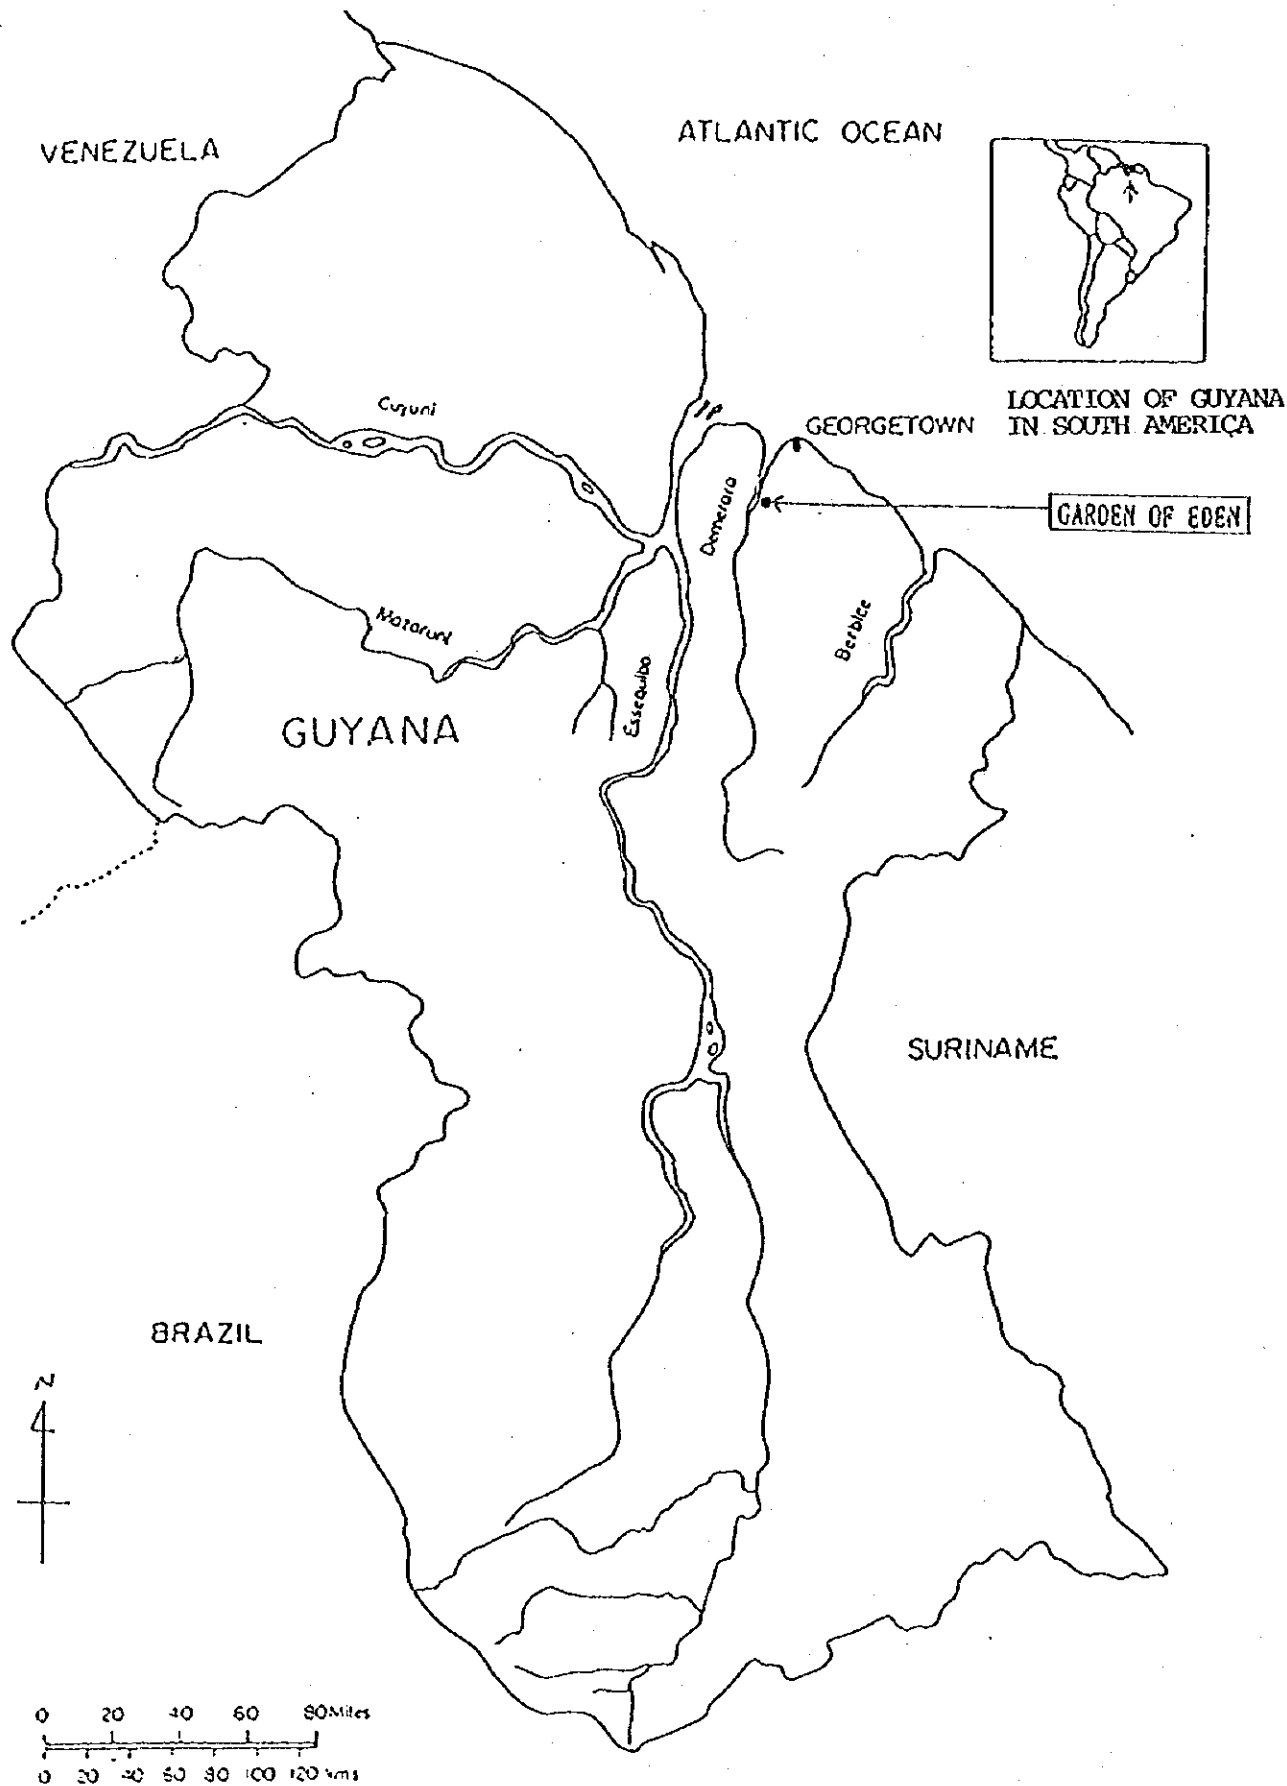 VENEZUELA
ATLANTIC OCEAN
LOCATION OF GUYANA
IN SOUTH AMERICA
GEORGETOWN
Cuyuni
Demerara
GARDEN OF EDEN
Mazaruni
Essequibo
Berbice
GUYANA
SURINAME
BRAZIL
N
0 20 40 60 80 Miles
0 20 40 60 80 100 120 kms